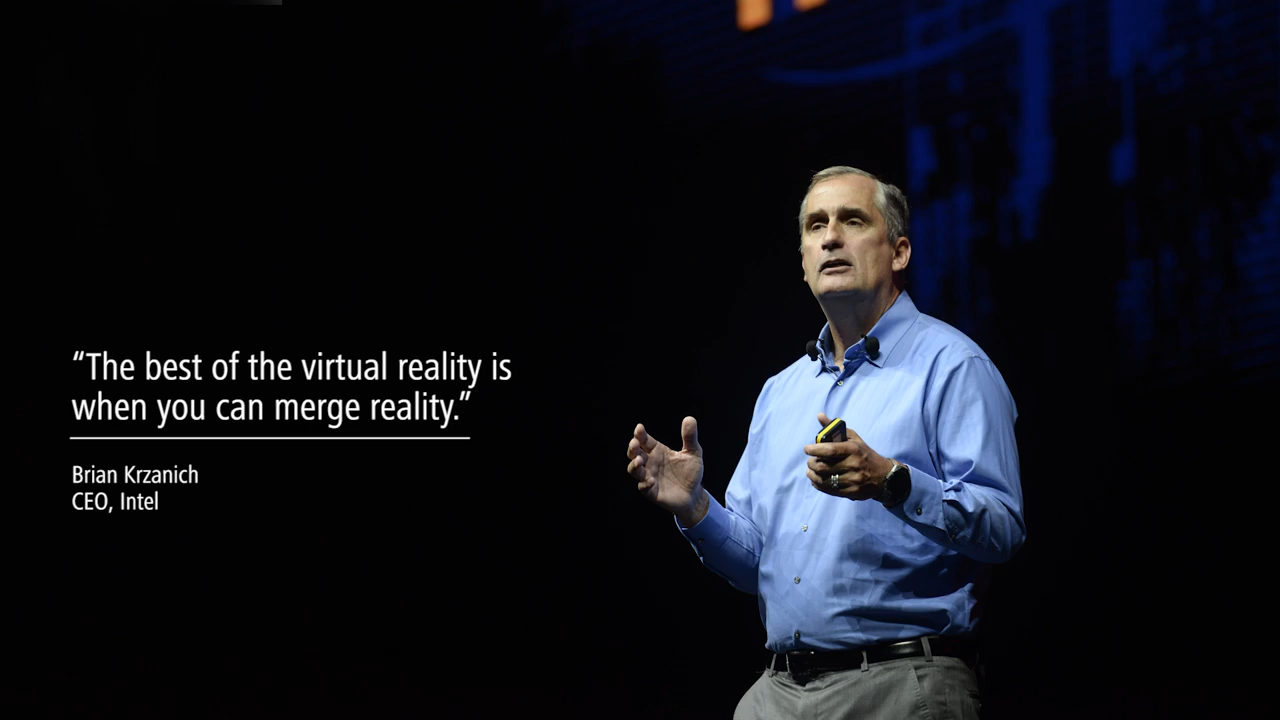 “The best of the virtual reality is
when you can merge reality.”
Brian Krzanich
CEO, Intel